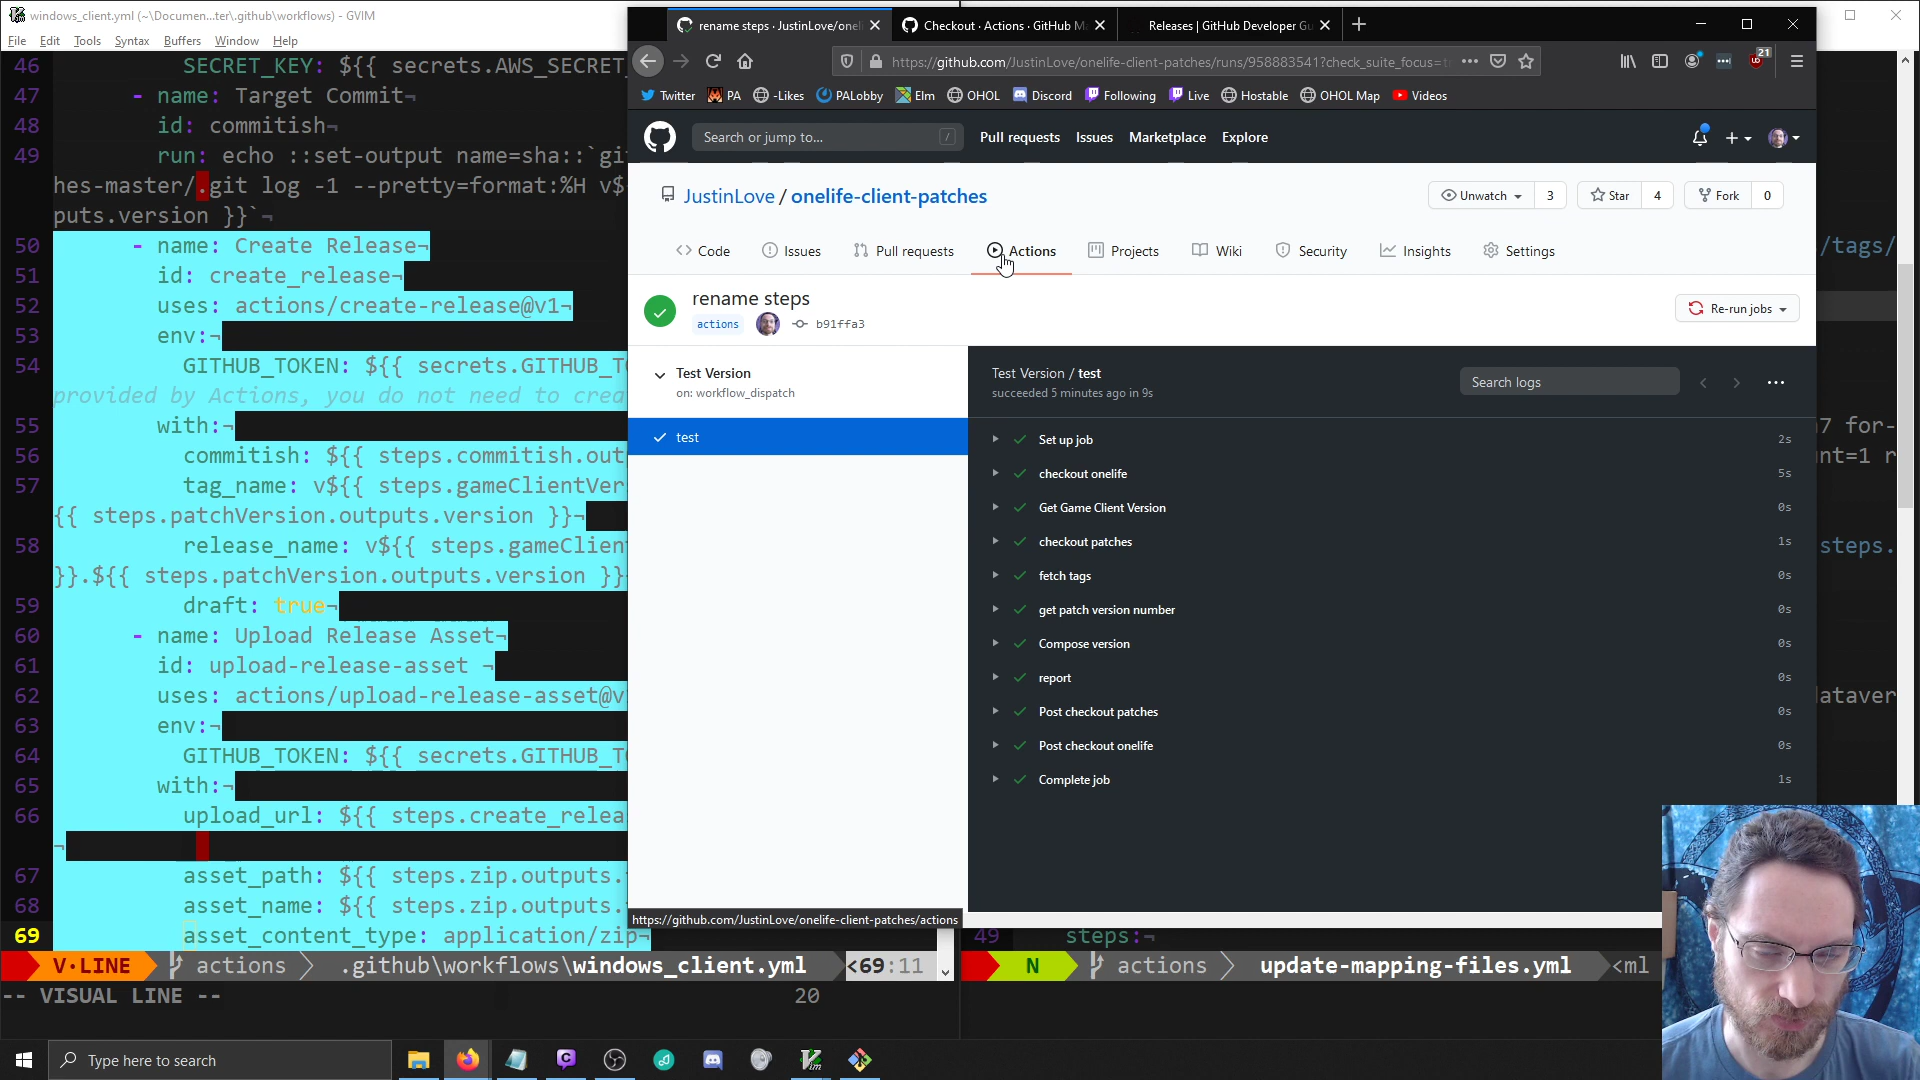 windows_client.yml (~\Documen...ter\.github\workflows) - GVIM
File Edit Tools Syntax Buffers Window Help
46 SECRET_KEY: ${{ secrets.AWS_SECRET_
47 - name: Target Commit¬
48 id: commitish¬
49 run: echo ::set-output name=sha::`gi
hes-master/.git log -1 --pretty=format:%H v$
puts.version }}`¬
50 - name: Create Release¬
51 id: create_release¬
52 uses: actions/create-release@v1¬
53 env:¬
54 GITHUB_TOKEN: ${{ secrets.GITHUB_T
provided by Actions, you do not need to crea
55 with:¬
56 commitish: ${{ steps.commitish.out
57 tag_name: v${{ steps.gameClientVer
{{ steps.patchVersion.outputs.version }}¬
58 release_name: v${{ steps.gameClien
}}.${{ steps.patchVersion.outputs.version }}
59 draft: true¬
60 - name: Upload Release Asset¬
61 id: upload-release-asset ¬
62 uses: actions/upload-release-asset@v
63 env:¬
64 GITHUB_TOKEN: ${{ secrets.GITHUB_T
65 with:¬
66 upload_url: ${{ steps.create_relea
¬
67 asset_path: ${{ steps.zip.outputs.
68 asset_name: ${{ steps.zip.outputs.
69 asset_content_type: application/zip¬
V·LINE actions .github\workflows\windows_client.yml <69:11
-- VISUAL LINE -- 20
rename steps · JustinLove/onel
Checkout · Actions · GitHub M
Releases | GitHub Developer Gu
https://github.com/JustinLove/onelife-client-patches/runs/958883541?check_suite_focus=t
21
Twitter PA -Likes PALobby Elm OHOL Discord Following Live Hostable OHOL Map Videos
Search or jump to... /
Pull requests Issues Marketplace Explore
JustinLove / onelife-client-patches
Unwatch 3 Star 4 Fork 0
Code Issues Pull requests Actions Projects Wiki Security Insights Settings
rename steps
actions b91ffa3
Re-run jobs
Test Version
on: workflow_dispatch
test
Test Version / test
succeeded 5 minutes ago in 9s
Search logs
Set up job 2s
checkout onelife 5s
Get Game Client Version 0s
checkout patches 1s
fetch tags 0s
get patch version number 0s
Compose version 0s
report 0s
Post checkout patches 0s
Post checkout onelife 0s
Complete job 1s
https://github.com/JustinLove/onelife-client-patches/actions
/tags/
7 for-
nt=1 r
steps.
dataver
49 steps:¬
N actions update-mapping-files.yml <ml
Type here to search